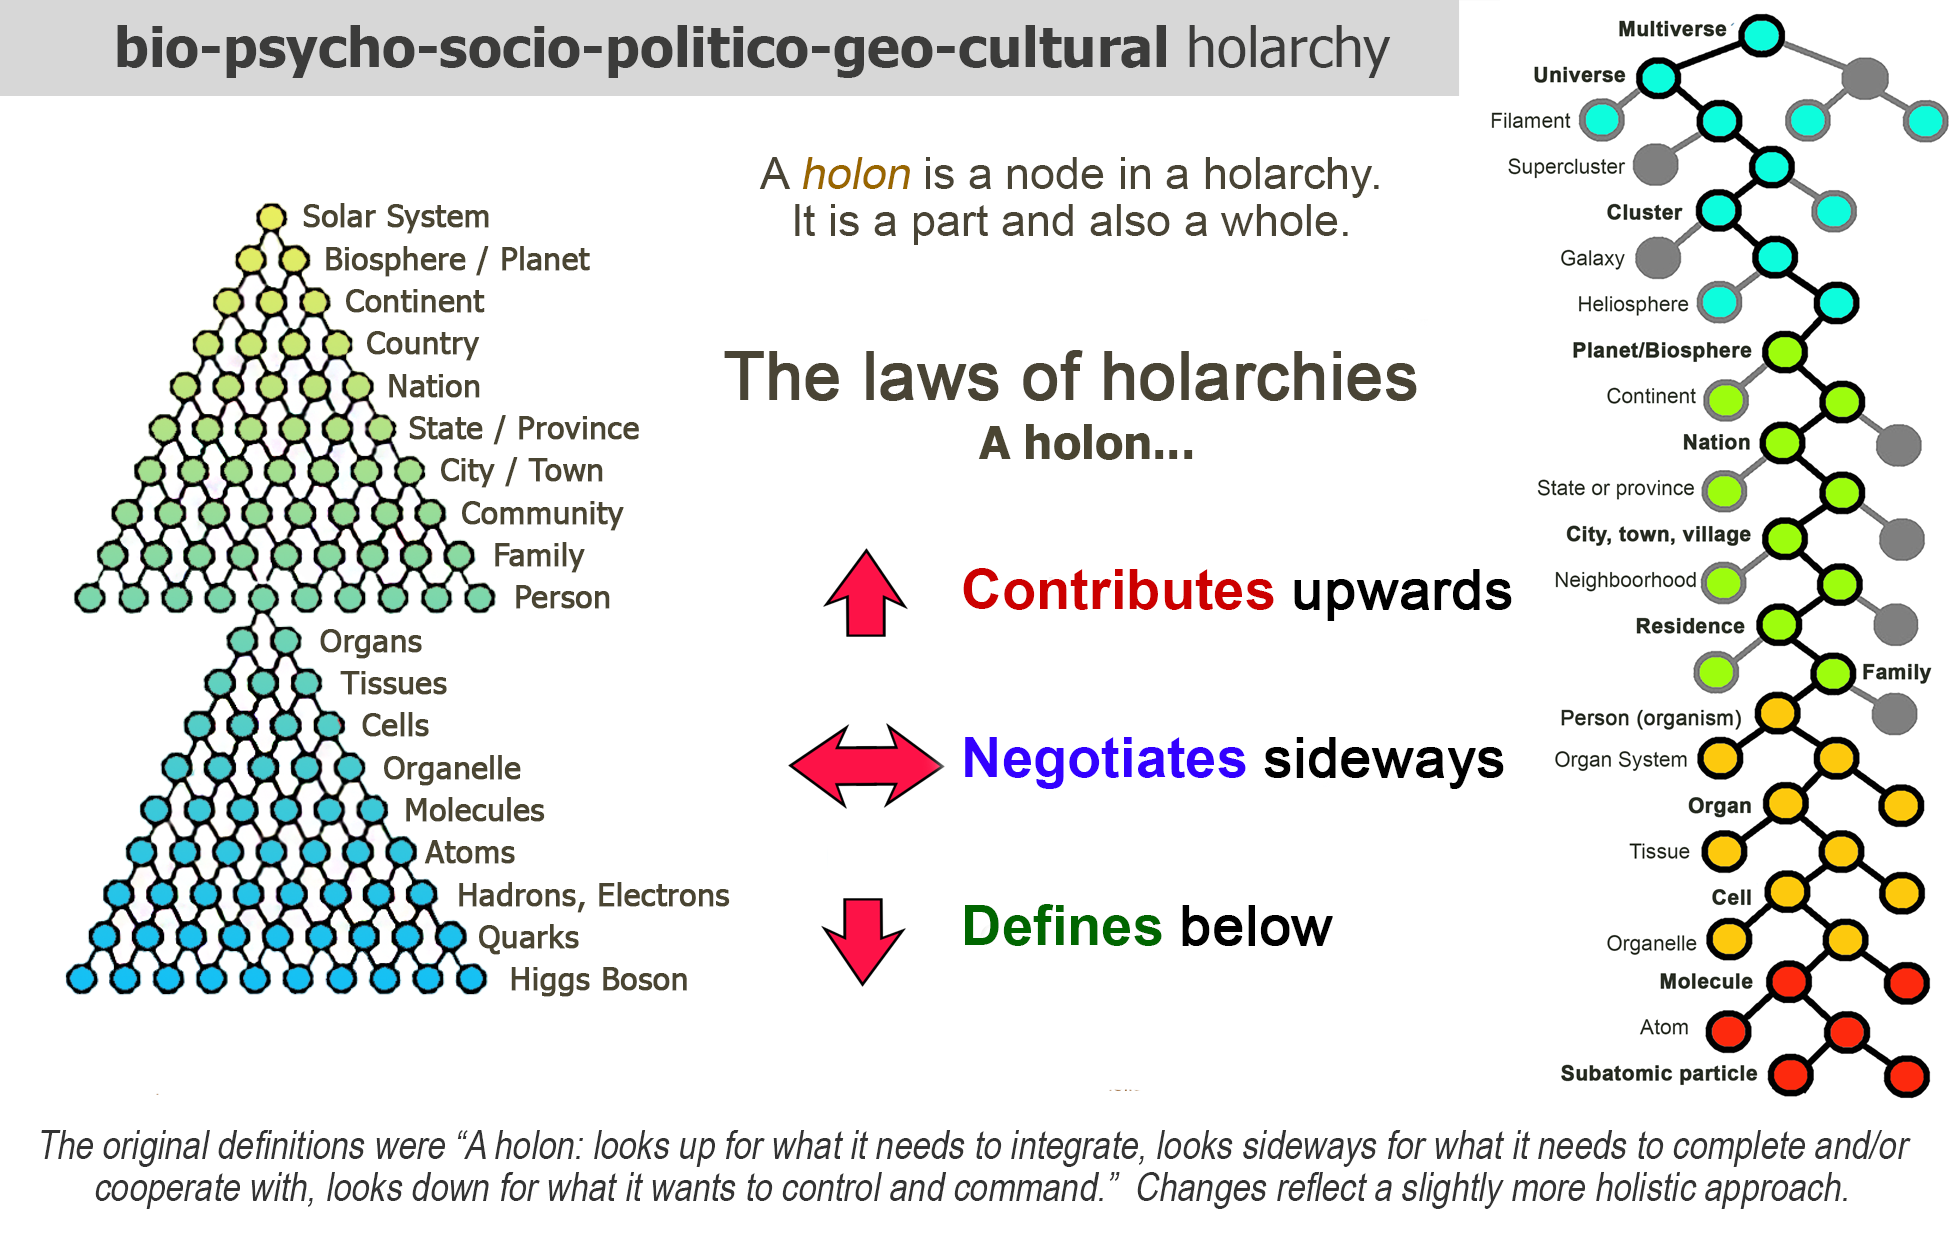 bio-psycho-socio-politico-geo-cultural holarchy
A holon is a node in a holarchy.
It is a part and also a whole.
Solar System
Biosphere / Planet
Continent
Country
Nation
State / Province
City / Town
Community
Family
Person
Organs
Tissues
Cells
Organelle
Molecules
Atoms
Hadrons, Electrons
Quarks
Higgs Boson
The laws of holarchies
A holon...
Contributes upwards
Negotiates sideways
Defines below
Multiverse
Universe
Filament
Supercluster
Cluster
Galaxy
Heliosphere
Planet/Biosphere
Continent
Nation
State or province
City, town, village
Neighboorhood
Residence
Family
Person (organism)
Organ System
Organ
Tissue
Cell
Organelle
Molecule
Atom
Subatomic particle
The original definitions were “A holon: looks up for what it needs to integrate, looks sideways for what it needs to complete and/or
cooperate with, looks down for what it wants to control and command.” Changes reflect a slightly more holistic approach.